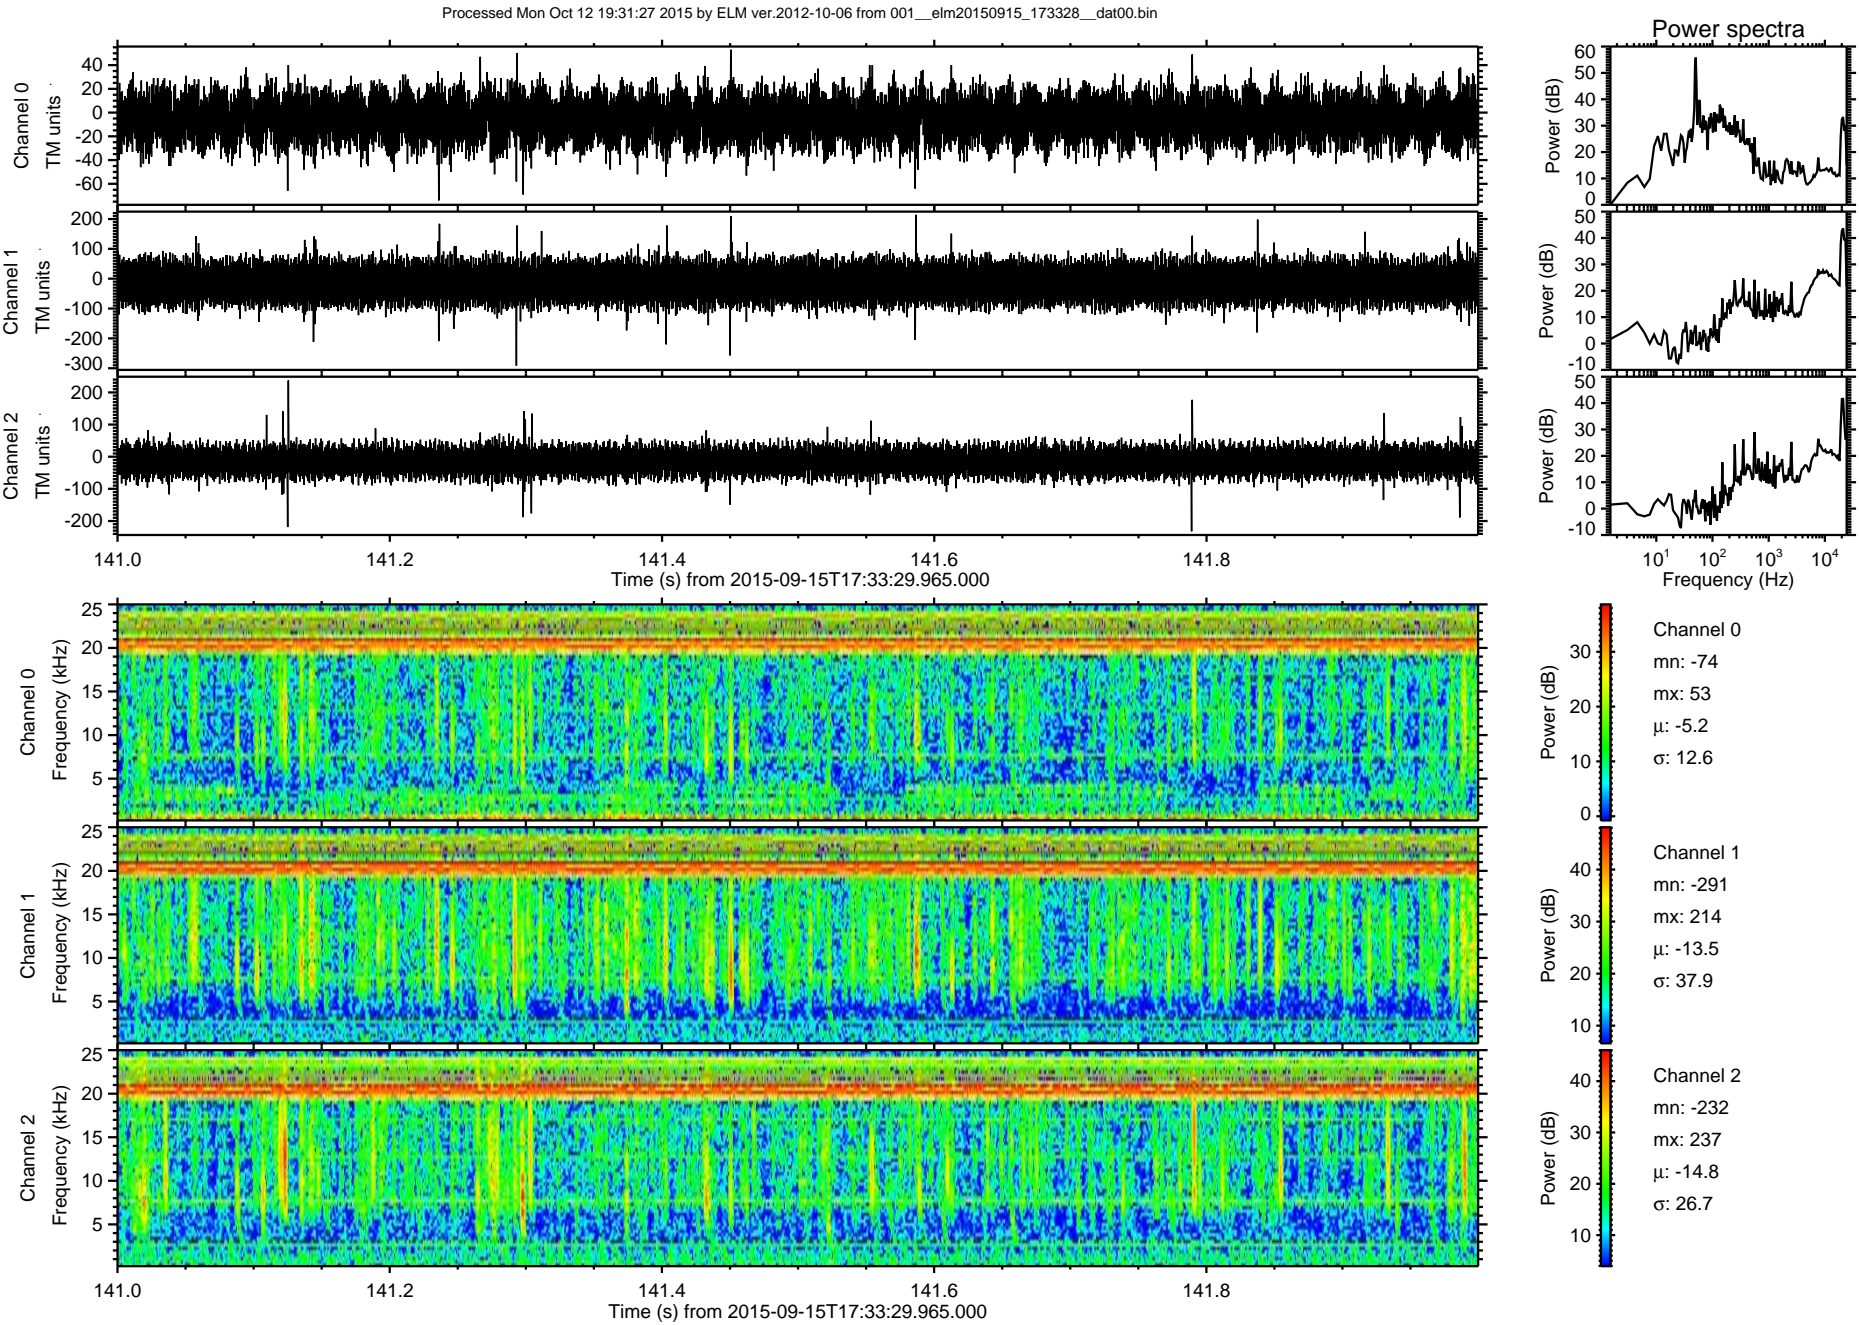 Processed Mon Oct 12 19:31:27 2015 by ELM ver.2012-10-06 from 001__elm20150915_173328__dat00.bin
Power spectra
Channel 0
TM units
40
20
0
-20
-40
-60
Power (dB)
60
50
40
30
20
10
0
Channel 1
TM units
200
100
0
-100
-200
-300
Power (dB)
50
40
30
20
10
0
-10
Channel 2
TM units
200
100
0
-100
-200
Power (dB)
50
40
30
20
10
0
-10
141.0 141.2 141.4 141.6 141.8
Time (s) from 2015-09-15T17:33:29.965.000
10¹ 10² 10³ 10⁴
Frequency (Hz)
Channel 0
Frequency (kHz)
25
20
15
10
5
Power (dB)
30
20
10
0
Channel 0
mn: -74
mx: 53
μ: -5.2
σ: 12.6
Channel 1
Frequency (kHz)
25
20
15
10
5
Power (dB)
40
30
20
10
Channel 1
mn: -291
mx: 214
μ: -13.5
σ: 37.9
Channel 2
Frequency (kHz)
25
20
15
10
5
Power (dB)
40
30
20
10
Channel 2
mn: -232
mx: 237
μ: -14.8
σ: 26.7
141.0 141.2 141.4 141.6 141.8
Time (s) from 2015-09-15T17:33:29.965.000